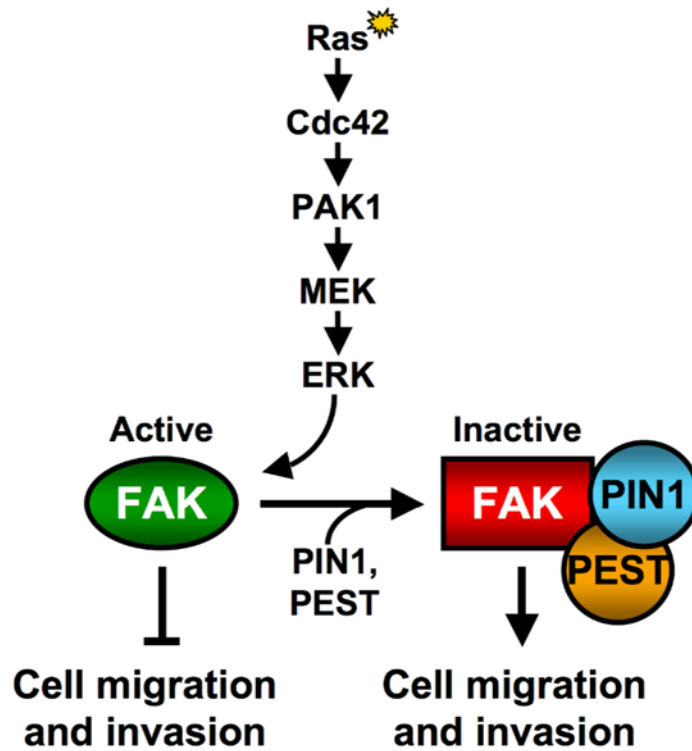 Ras
Cdc42
PAK1
MEK
ERK
Active
Inactive
FAK
FAK
PIN1
PEST
PIN1,
PEST
Cell migration
and invasion
Cell migration
and invasion